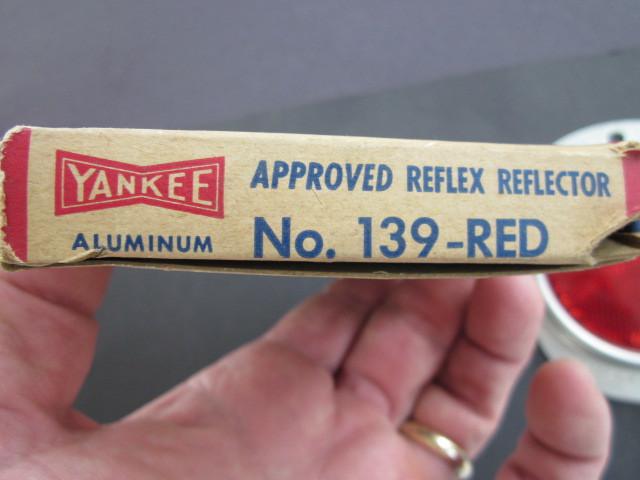 YANKEE
ALUMINUM
APPROVED REFLEX REFLECTOR
No. 139-RED